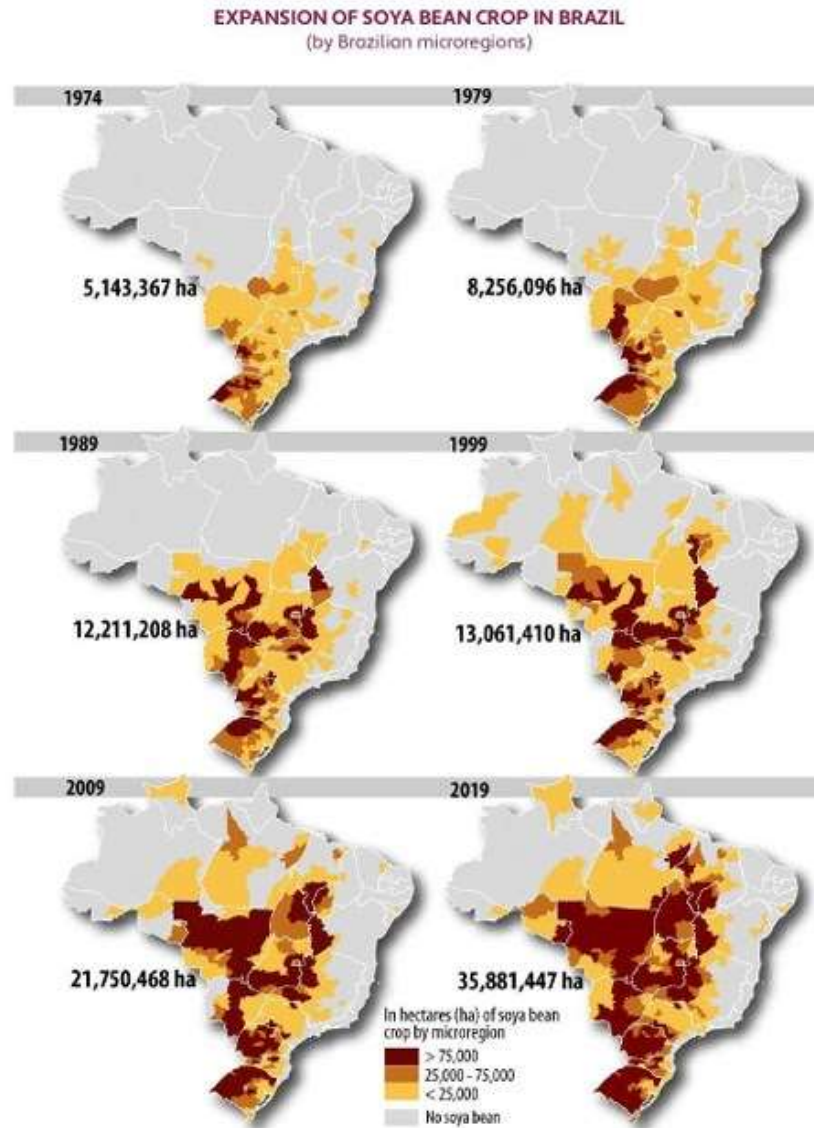 EXPANSION OF SOYA BEAN CROP IN BRAZIL
(by Brazilian microregions)
1974
1979
5,143,367 ha
8,256,096 ha
1989
1999
12,211,208 ha
13,061,410 ha
2009
2019
21,750,468 ha
35,881,447 ha
In hectares (ha) of soya bean
crop by microregion
> 75,000
25,000 - 75,000
< 25,000
No soya bean